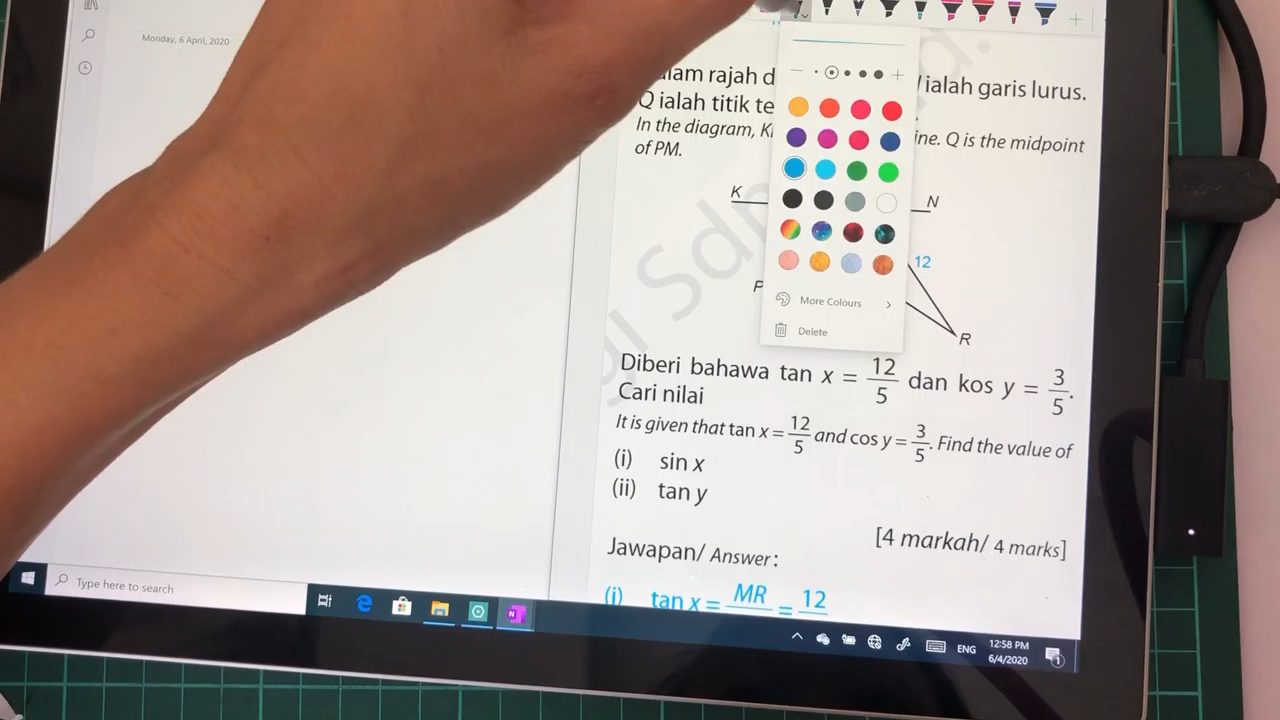 Monday, 6 April, 2020
lam rajah d
ialah garis lurus.
Q ialah titik te
In the diagram, K
ine. Q is the midpoint
of PM.
K
N
12
P
R
More Colours
Delete
Diberi bahawa tan x = 12/5 dan kos y = 3/5.
Cari nilai
It is given that tan x = 12/5 and cos y = 3/5. Find the value of
(i) sin x
(ii) tan y
[4 markah/ 4 marks]
Jawapan/ Answer:
(i) tan x = MR = 12
Type here to search
ENG
12:58 PM
6/4/2020
1